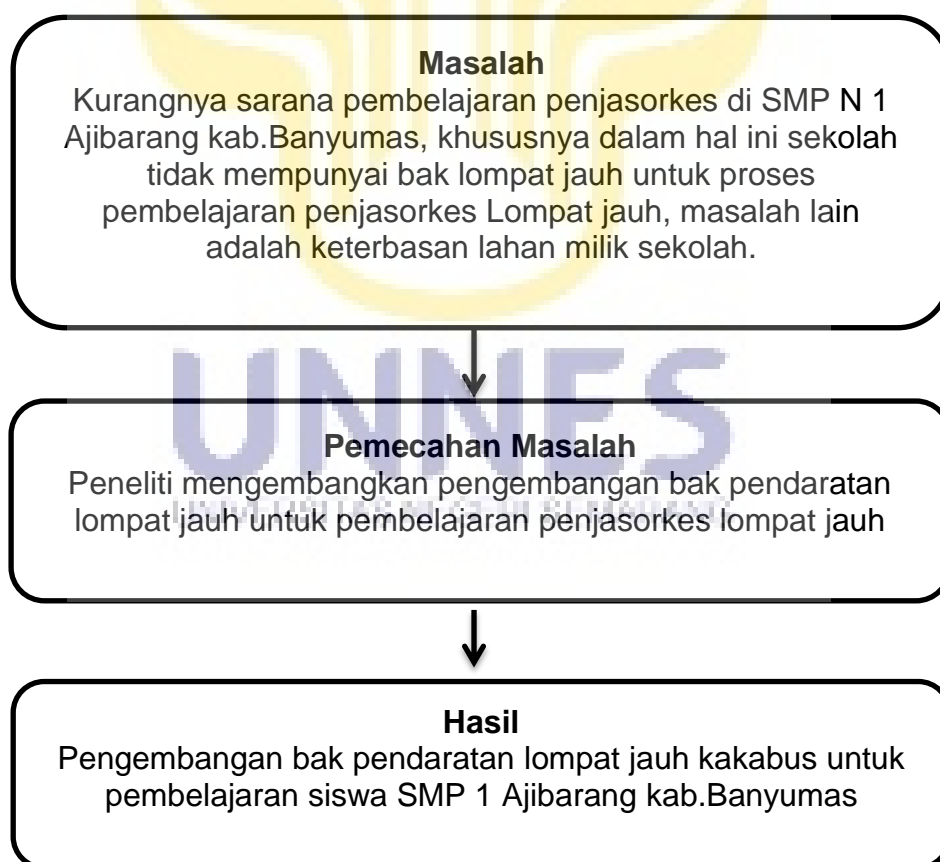 Masalah
Kurangnya sarana pembelajaran penjasorkes di SMP N 1
Ajibarang kab.Banyumas, khususnya dalam hal ini sekolah
tidak mempunyai bak lompat jauh untuk proses
pembelajaran penjasorkes Lompat jauh, masalah lain
adalah keterbasan lahan milik sekolah.
UNNES
Pemecahan Masalah
Peneliti mengembangkan pengembangan bak pendaratan
lompat jauh untuk pembelajaran penjasorkes lompat jauh
Hasil
Pengembangan bak pendaratan lompat jauh kakabus untuk
pembelajaran siswa SMP 1 Ajibarang kab.Banyumas